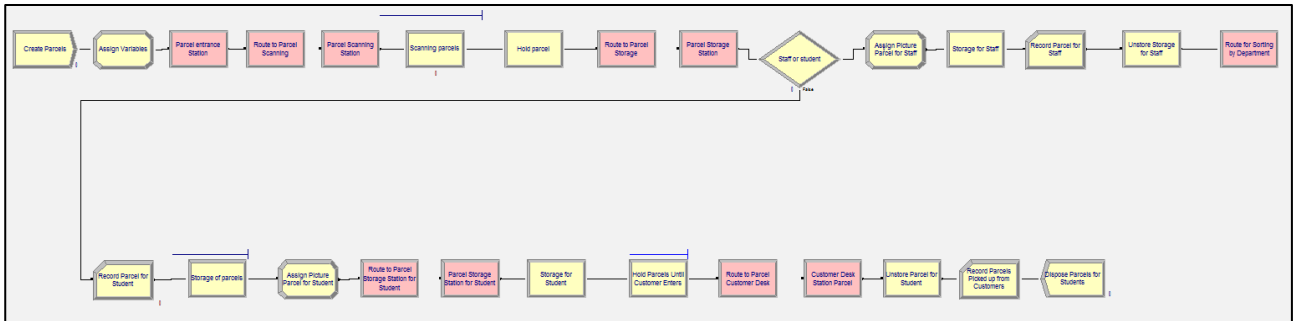 Create Parcels
Assign Variables
Parcel entrance
Station
Route to Parcel
Scanning
Parcel Scanning
Station
Scanning parcels
Hold parcel
Route to Parcel
Storage
Parcel Storage
Station
Staff or student
False
Assign Picture
Parcel for Staff
Storage for Staff
Record Parcel for
Staff
Unstore Storage
for Staff
Route for Sorting
by Department
Record Parcel for
Student
Storage of parcels
Assign Picture
Parcel for Student
Route to Parcel
Storage Station for
Student
Parcel Storage
Station for Student
Storage for
Student
Hold Parcels Until
Customer Enters
Route to Parcel
Customer Desk
Customer Desk
Station Parcel
Unstore Parcel for
Student
Record Parcels
Picked up from
Customers
Dispose Parcels for
Students